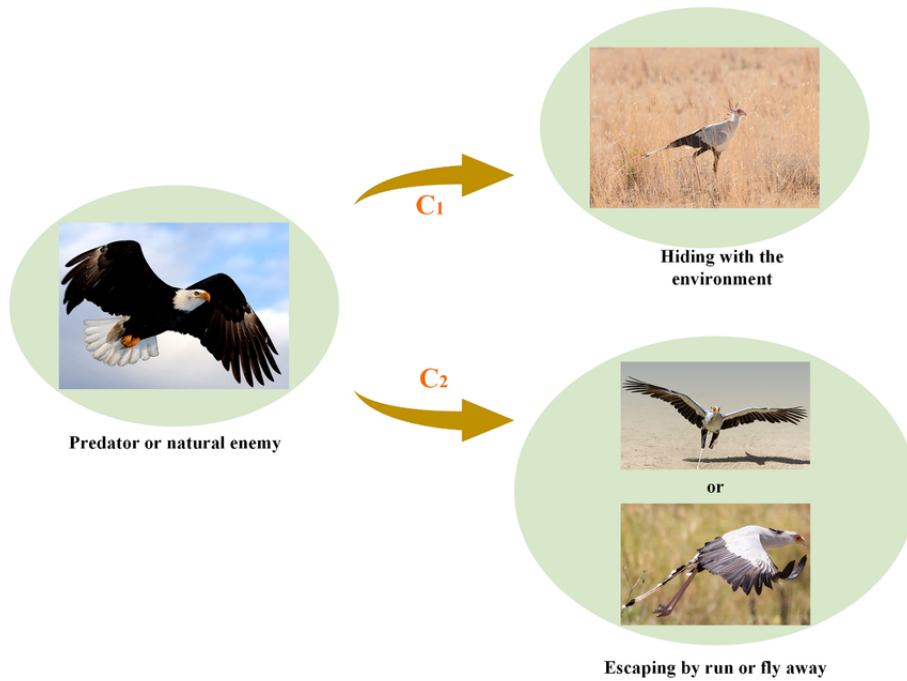 C1
Hiding with the
environment
Predator or natural enemy
C2
or
Escaping by run or fly away